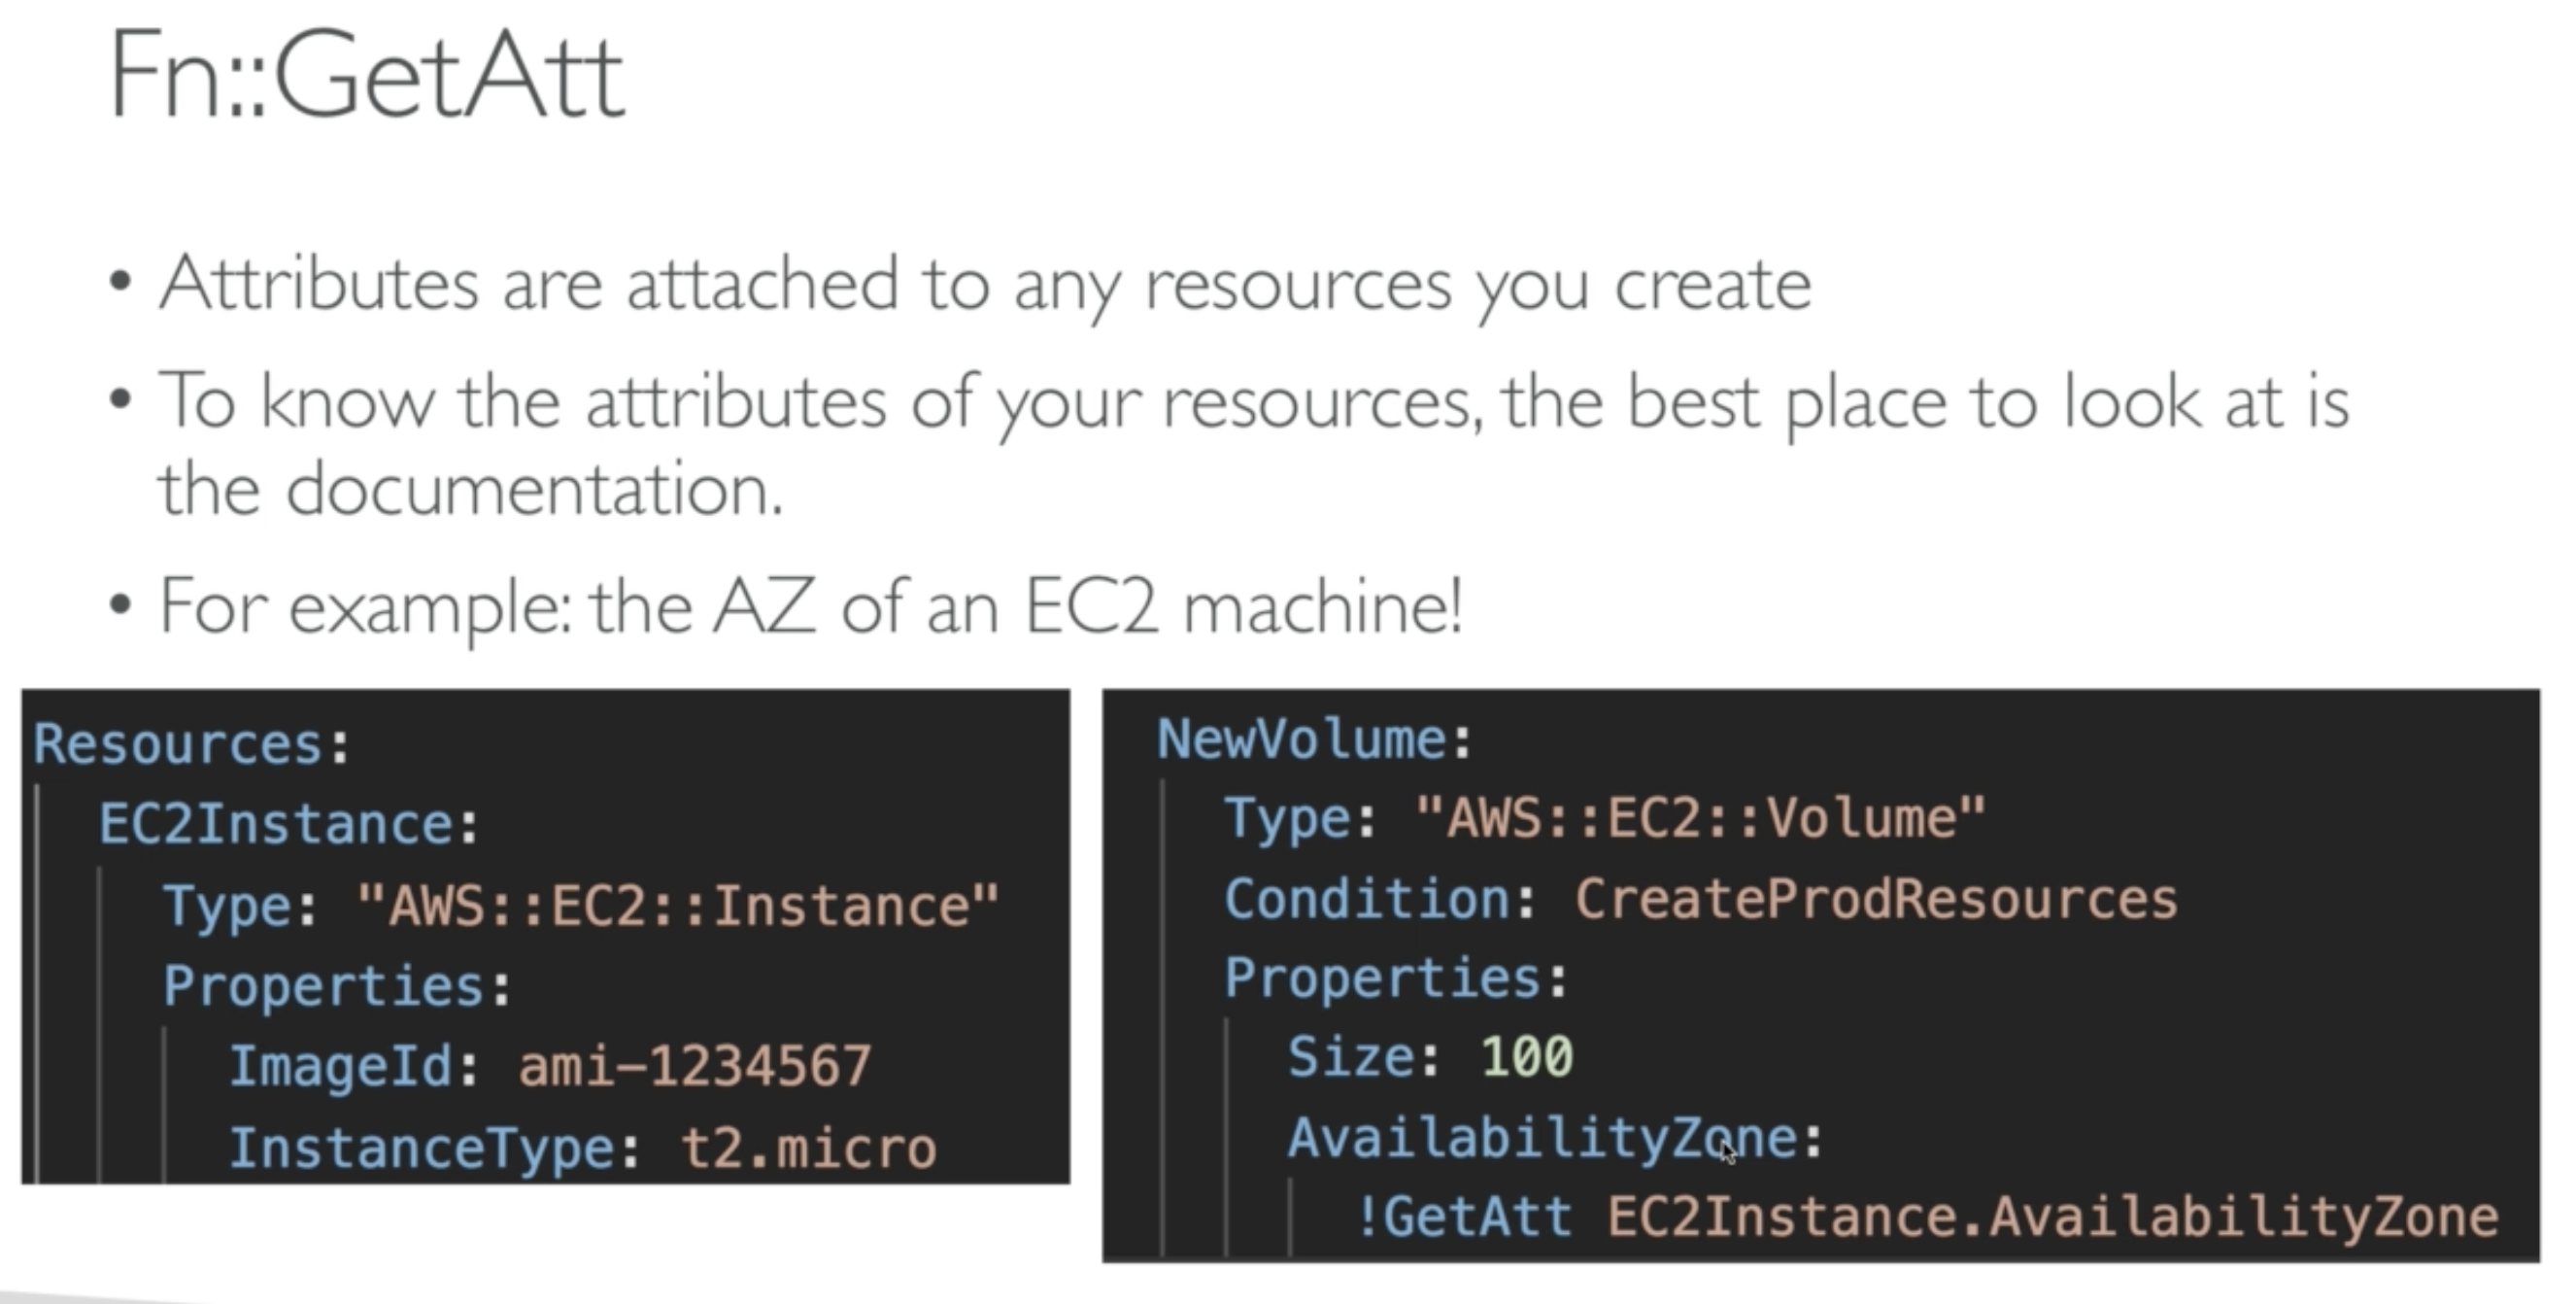 Fn::GetAtt
• Attributes are attached to any resources you create
• To know the attributes of your resources, the best place to look at is
the documentation.
• For example: the AZ of an EC2 machine!
Resources:
EC2Instance:
Type: "AWS::EC2::Instance"
Properties:
ImageId: ami-1234567
InstanceType: t2.micro
NewVolume:
Type: "AWS::EC2::Volume"
Condition: CreateProdResources
Properties:
Size: 100
AvailabilityZone:
!GetAtt EC2Instance.AvailabilityZone